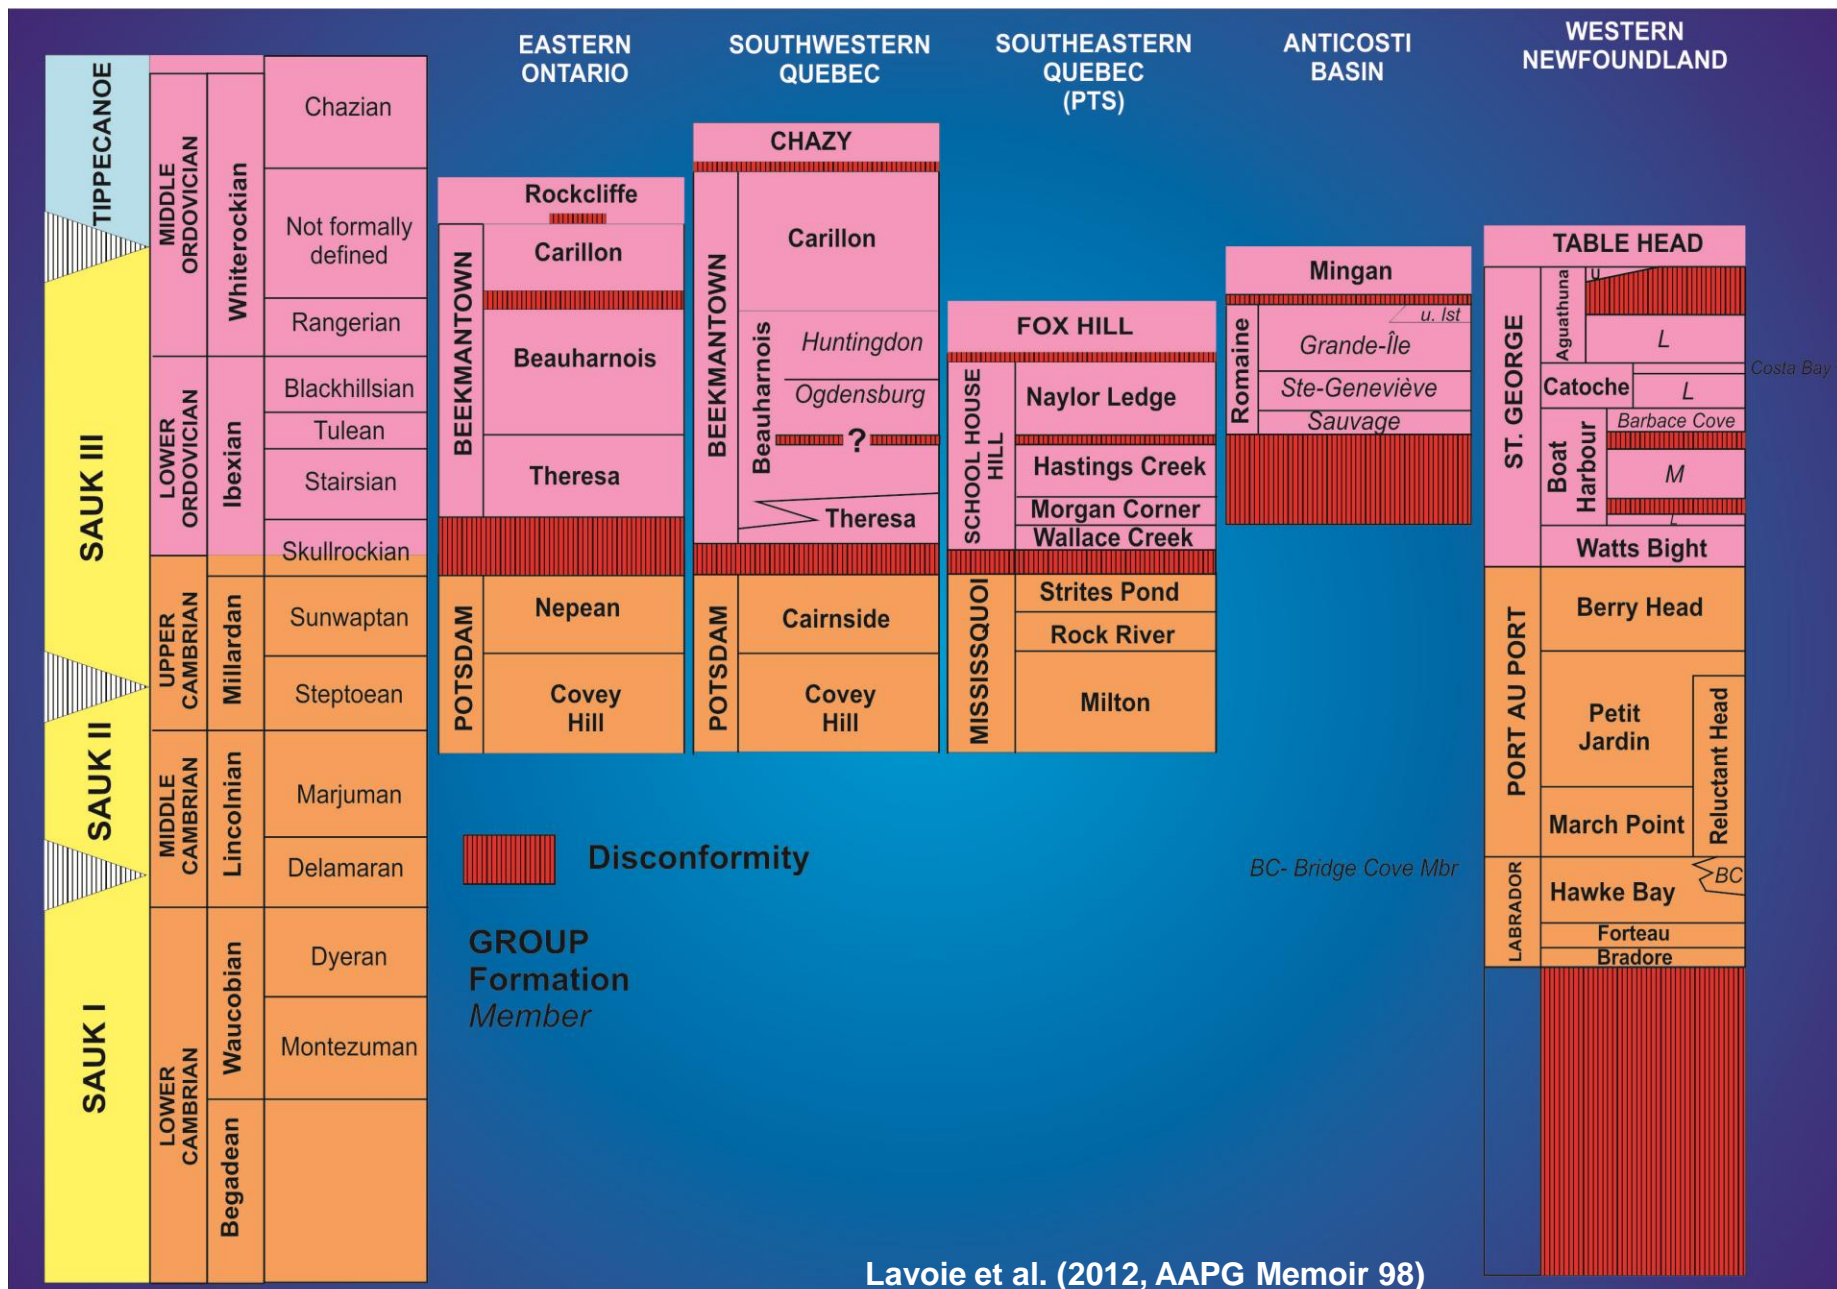 EASTERN
ONTARIO
SOUTHWESTERN
QUEBEC
SOUTHEASTERN
QUEBEC
(PTS)
ANTICOSTI
BASIN
WESTERN
NEWFOUNDLAND
TIPPECANOE
SAUK III
SAUK II
SAUK I
MIDDLE
ORDOVICIAN
LOWER
ORDOVICIAN
UPPER
CAMBRIAN
MIDDLE
CAMBRIAN
LOWER
CAMBRIAN
Whiterockian
Ibexian
Millardan
Lincolnian
Waucobian
Begadean
Chazian
Not formally
defined
Rangerian
Blackhillsian
Tulean
Stairsian
Skullrockian
Sunwaptan
Steptoean
Marjuman
Delamaran
Dyeran
Montezuman
Rockcliffe
BEEKMANTOWN
Carillon
Beauharnois
Theresa
POTSDAM
Nepean
Covey
Hill
CHAZY
BEEKMANTOWN
Carillon
Beauharnois
Huntingdon
Ogdensburg
?
Theresa
POTSDAM
Cairnside
Covey
Hill
FOX HILL
SCHOOL HOUSE
HILL
Naylor Ledge
Hastings Creek
Morgan Corner
Wallace Creek
MISSISSQUOI
Strites Pond
Rock River
Milton
Mingan
Romaine
u. lst
Grande-Île
Ste-Geneviève
Sauvage
TABLE HEAD
ST. GEORGE
Aguathuna
u
L
Costa Bay
Catoche
L
Boat
Harbour
Barbace Cove
M
L
Watts Bight
PORT AU PORT
Berry Head
Petit
Jardin
Reluctant Head
March Point
LABRADOR
Hawke Bay
BC
Forteau
Bradore
Disconformity
BC- Bridge Cove Mbr
GROUP
Formation
Member
Lavoie et al. (2012, AAPG Memoir 98)